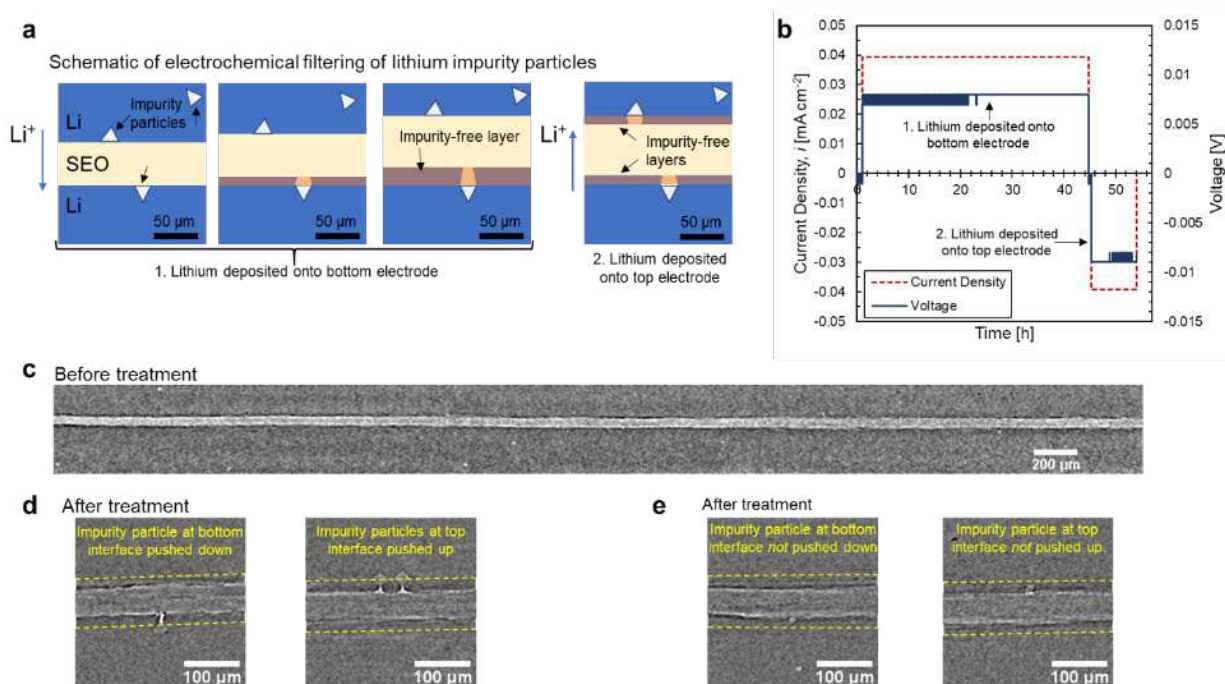 a
Schematic of electrochemical filtering of lithium impurity particles
Li⁺
Li
Impurity
particles
SEO
Li
50 µm
50 µm
Impurity-free layer
50 µm
Li⁺
Impurity-free
layers
50 µm
1. Lithium deposited onto bottom electrode
2. Lithium deposited
onto top electrode
b
Current Density, i [mA cm⁻²]
0.05
0.04
0.03
0.02
0.01
0
-0.01
-0.02
-0.03
-0.04
-0.05
0.015
0.01
0.005
0
-0.005
-0.01
-0.015
Voltage [V]
1. Lithium deposited onto
bottom electrode
0 20 40
2. Lithium deposited
onto top electrode
Current Density
Voltage
Time [h]
c
Before treatment
200 µm
d
After treatment
Impurity particle at bottom
interface pushed down
100 µm
Impurity particles at top
interface pushed up
100 µm
e
After treatment
Impurity particle at bottom
interface not pushed down
100 µm
Impurity particle at top
interface not pushed up
100 µm